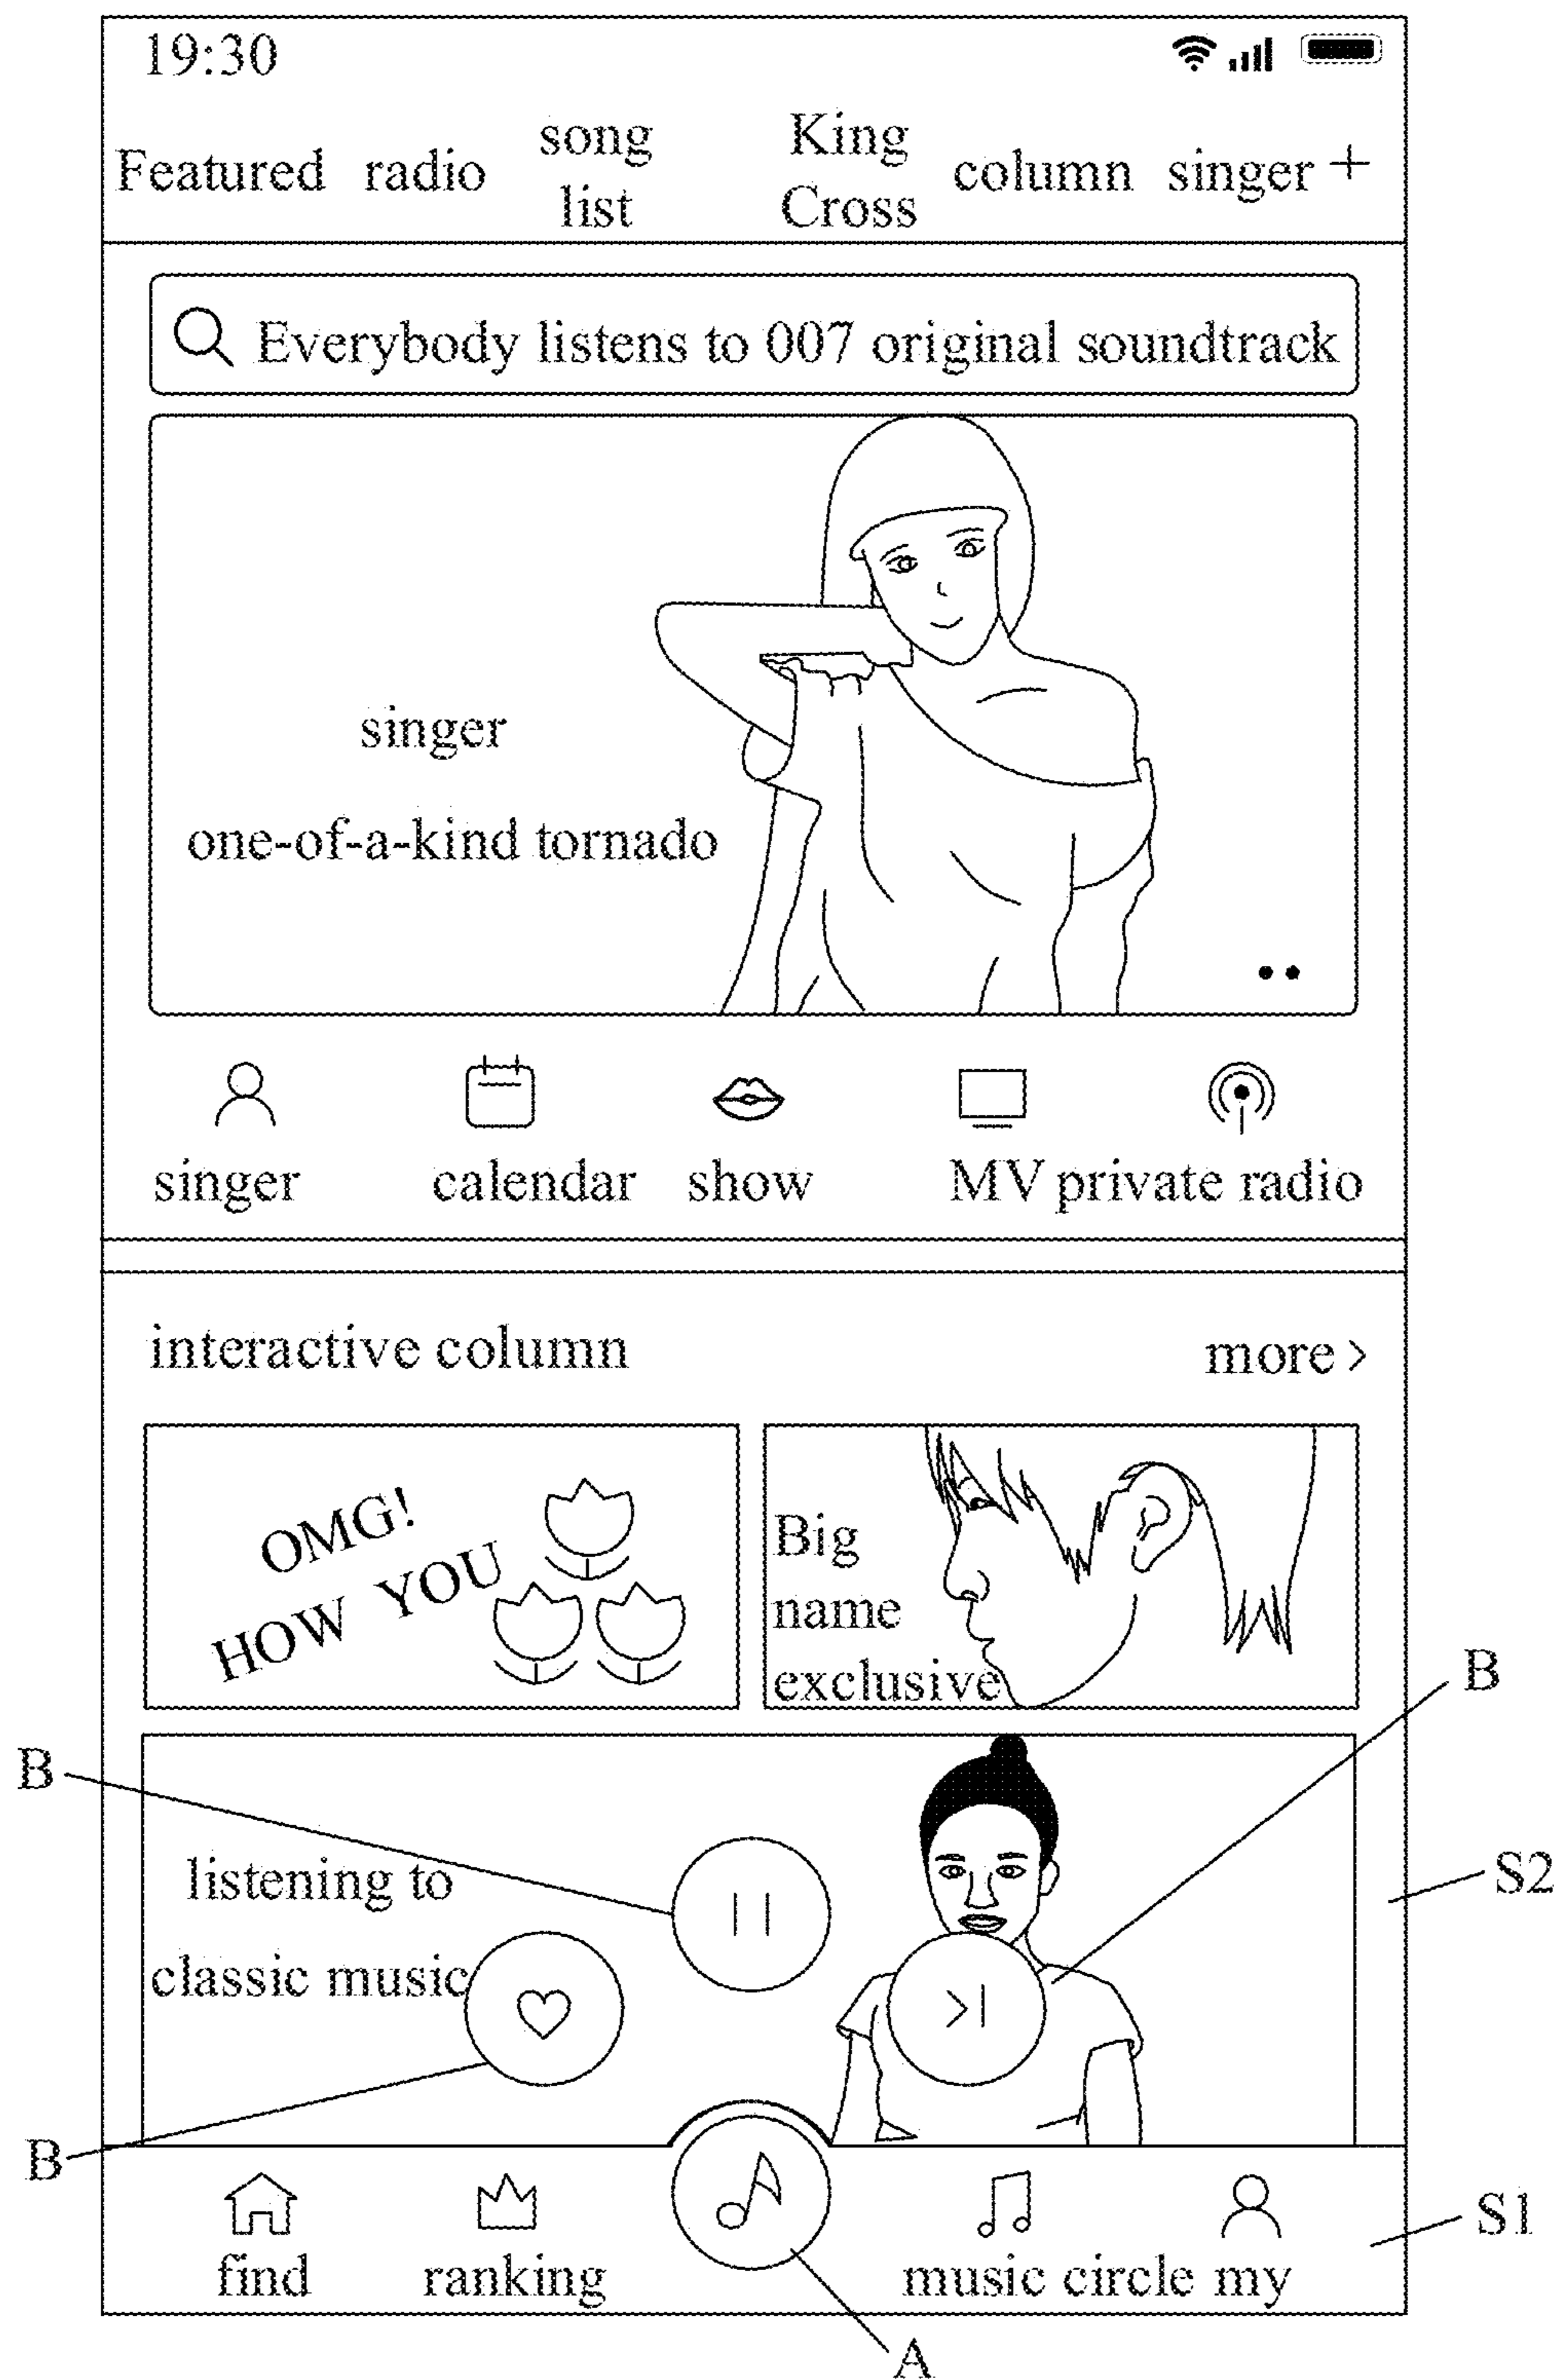 19:30
Featured radio song list King Cross column singer +
Everybody listens to 007 original soundtrack
singer
one-of-a-kind tornado
singer calendar show MV private radio
interactive column more >
OMG!
HOW YOU
Big
name
exclusive
B
B
listening to
S2
classic music
B
S1
find ranking music circle my
A